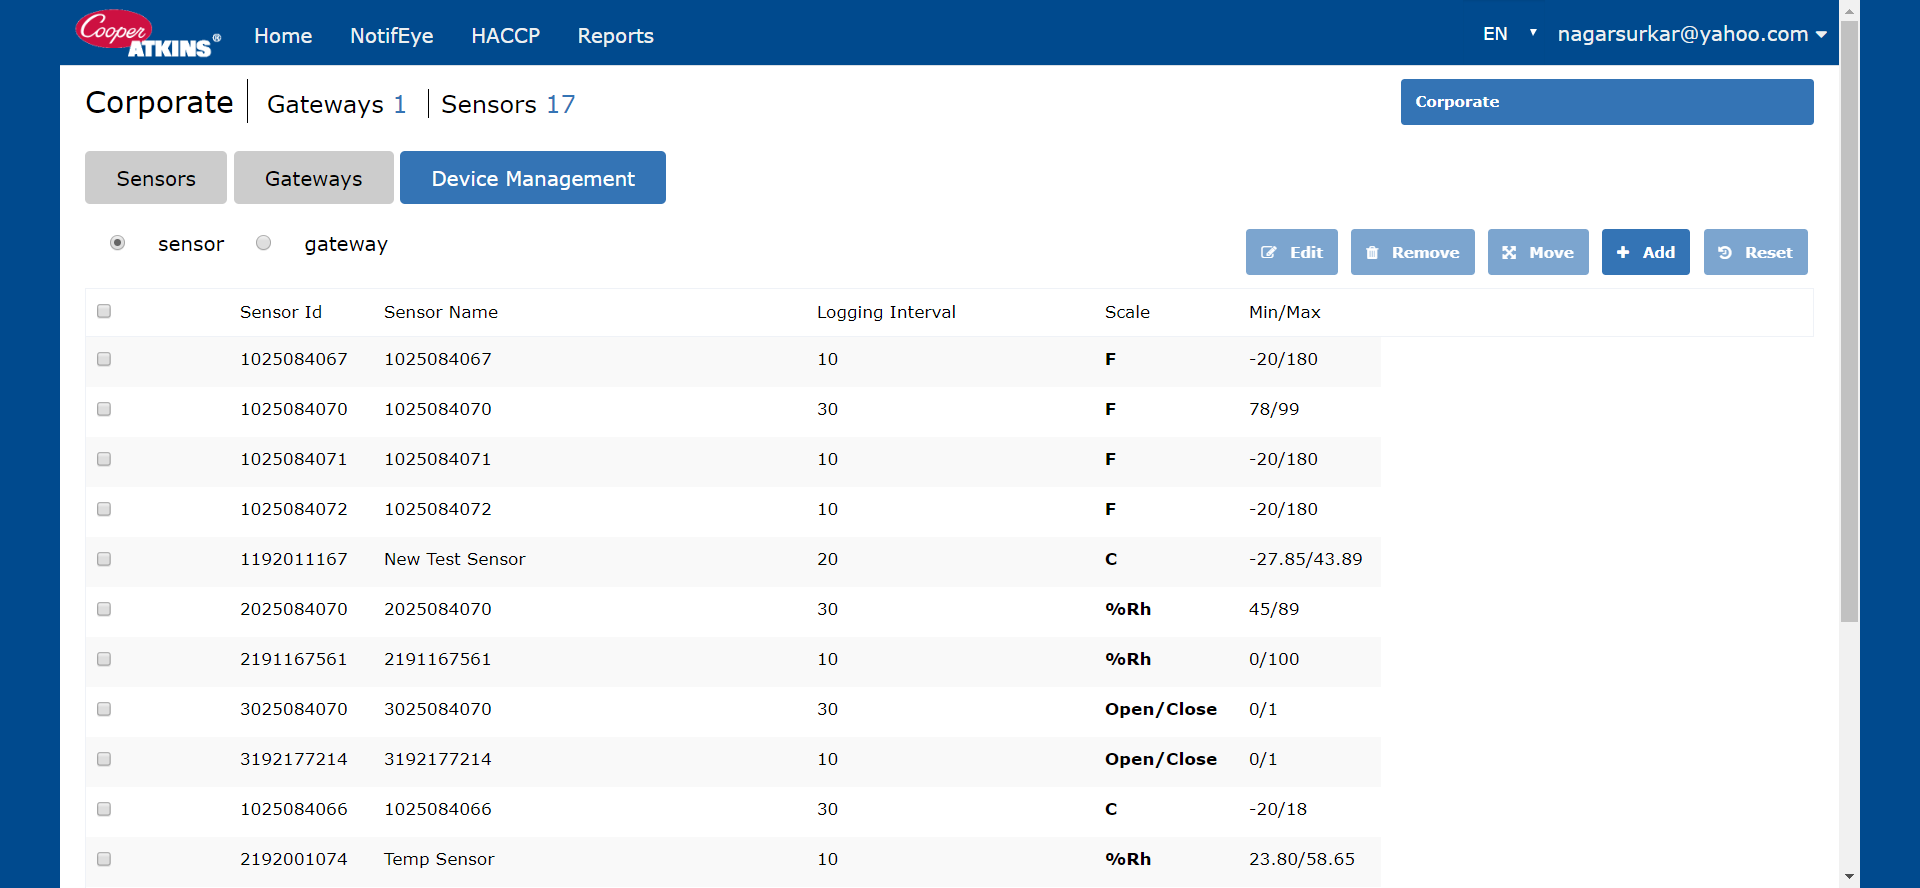 Cooper ATKINS® Home NotifEye HACCP Reports EN nagarsurkar@yahoo.com
Corporate Gateways 1 Sensors 17 Corporate
Sensors Gateways Device Management
sensor gateway Edit Remove Move Add Reset
Sensor Id Sensor Name Logging Interval Scale Min/Max
1025084067 1025084067 10 F -20/180
1025084070 1025084070 30 F 78/99
1025084071 1025084071 10 F -20/180
1025084072 1025084072 10 F -20/180
1192011167 New Test Sensor 20 C -27.85/43.89
2025084070 2025084070 30 %Rh 45/89
2191167561 2191167561 10 %Rh 0/100
3025084070 3025084070 30 Open/Close 0/1
3192177214 3192177214 10 Open/Close 0/1
1025084066 1025084066 30 C -20/18
2192001074 Temp Sensor 10 %Rh 23.80/58.65